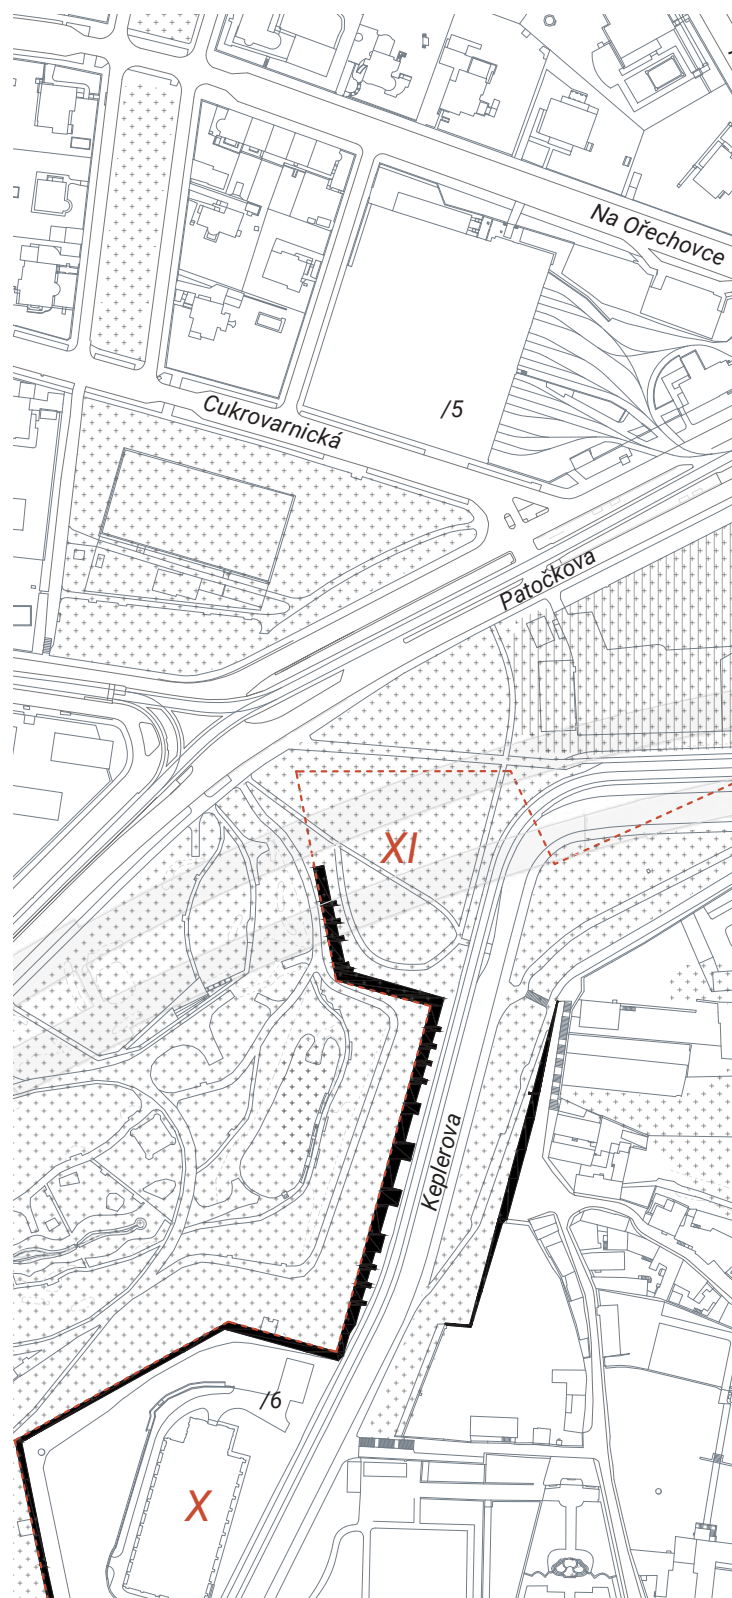 Na Ořechovce
/5
Cukrovarnická
Patočkova
XI
Keplerova
/6
X